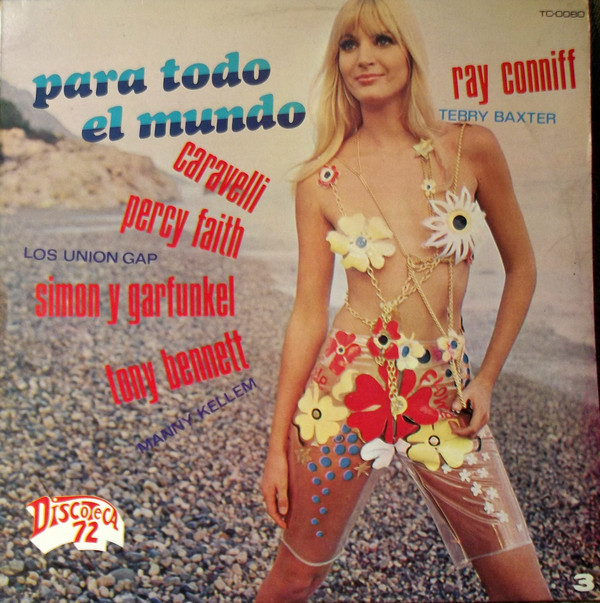 TC-0080
para todo
el mundo
ray conniff
TERRY BAXTER
caravelli
percy faith
LOS UNION GAP
simon y garfunkel
tony bennett
MANNY KELLEM
DISCOTECA
72
3